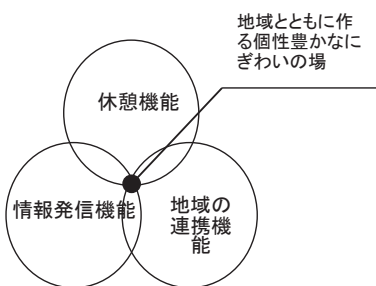 地域とともに作
る個性豊かなに
ぎわいの場
休憩機能
情報発信機能
地域の
連携機
能